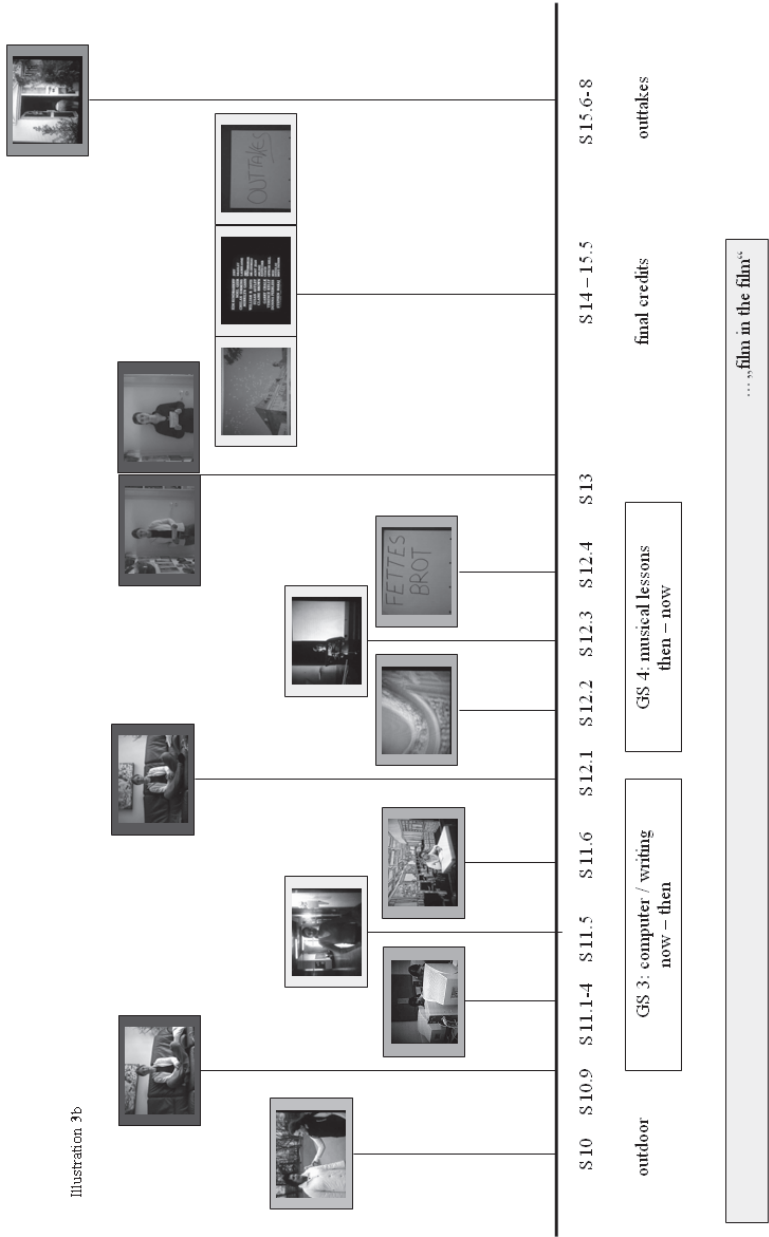 Illustration 3b
OUTTAKES
FETTES
BROT
S10
S10.9
S11.1-4
S11.5
S11.6
S12.1
S12.2
S12.3
S12.4
S13
S14 – 15.5
S15.6-8
outdoor
GS 3: computer / writing
now – then
GS 4: musical lessons
then – now
final credits
outtakes
… „film in the film“